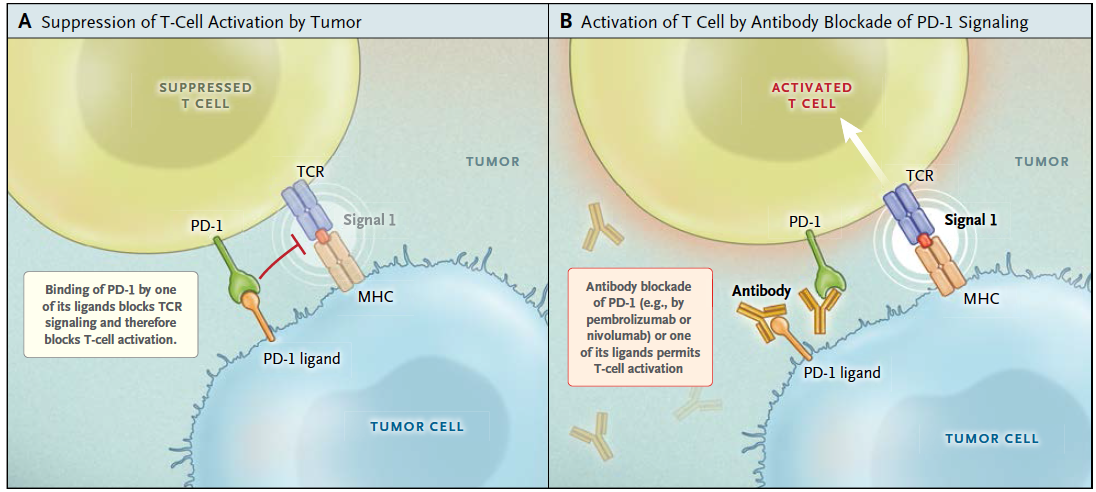 A Suppression of T-Cell Activation by Tumor
SUPPRESSED
T CELL
TUMOR
TCR
Signal 1
PD-1
MHC
Binding of PD-1 by one
of its ligands blocks TCR
signaling and therefore
blocks T-cell activation.
PD-1 ligand
TUMOR CELL
B Activation of T Cell by Antibody Blockade of PD-1 Signaling
ACTIVATED
T CELL
TUMOR
TCR
Signal 1
PD-1
MHC
Antibody
Antibody blockade
of PD-1 (e.g., by
pembrolizumab or
nivolumab) or one
of its ligands permits
T-cell activation
PD-1 ligand
TUMOR CELL